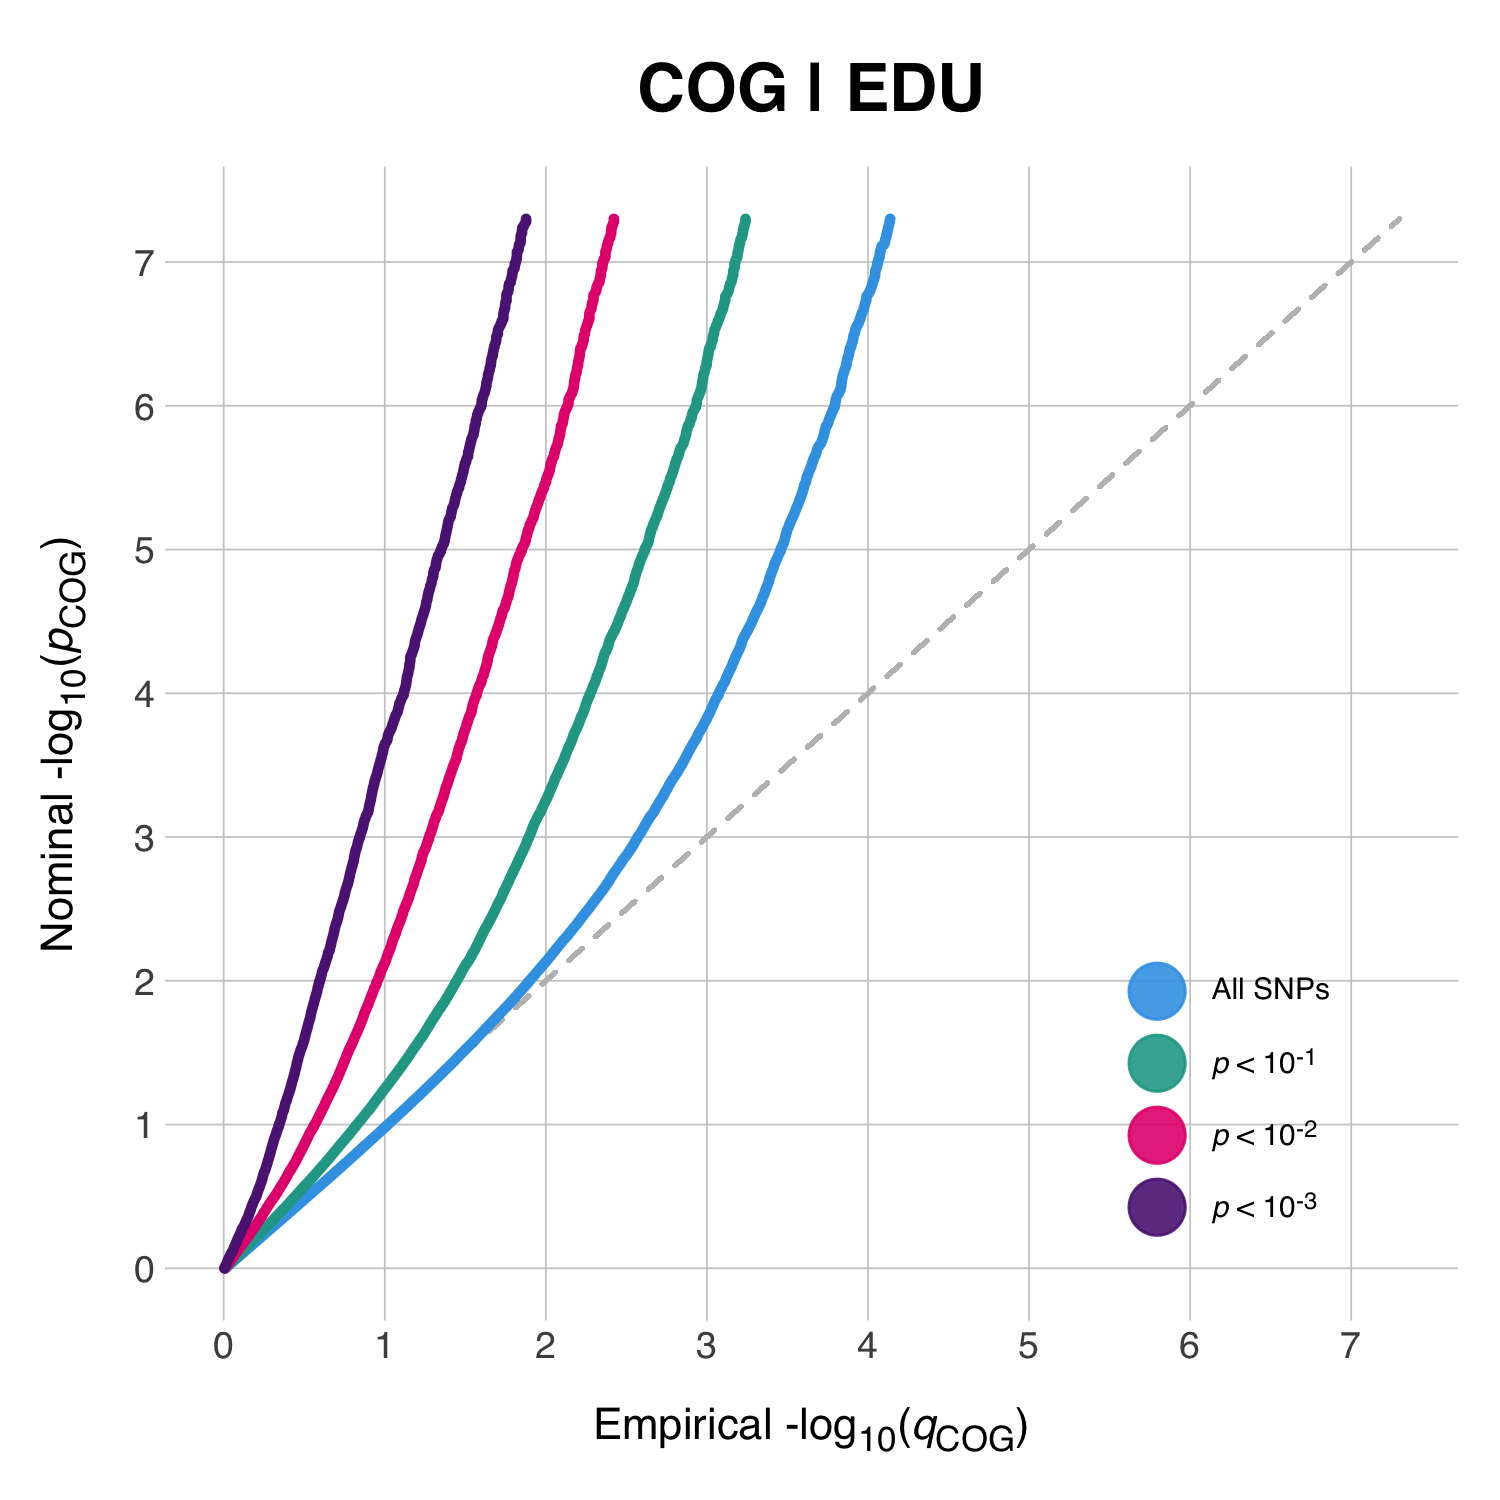 COG | EDU
Nominal -log10(pCOG)
7
6
5
4
3
2
1
0
All SNPs
p < 10-1
p < 10-2
p < 10-3
0 1 2 3 4 5 6 7
Empirical -log10(qCOG)